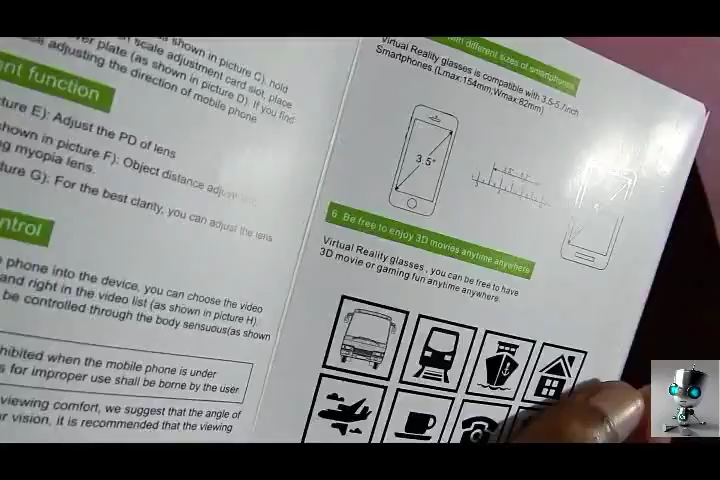 shown in picture C), hold
scale adjustment card slot, place
plate (as shown in picture D). If you find
adjusting the direction of mobile phone
function
E): Adjust the PD of lens
shown in picture F): Object distance
myopia lens.
G): For the best clarity, you can adjust the lens
phone into the device, you can choose the video
and right in the video list (as shown in picture H)
be controlled through the body sensuous(as shown
when the mobile phone is under
for improper use shall be borne by the user
viewing comfort, we suggest that the angle of
vision, it is recommended that the viewing
different sizes of smartphones
Virtual Reality glasses is compatible with 3.5-5.7inch
Smartphones (Lmax:154mm;Wmax:82mm)
3.5"
6. Be free to enjoy 3D movies anytime anywhere
Virtual Reality glasses, you can be free to have
3D movie or gaming fun anytime anywhere.